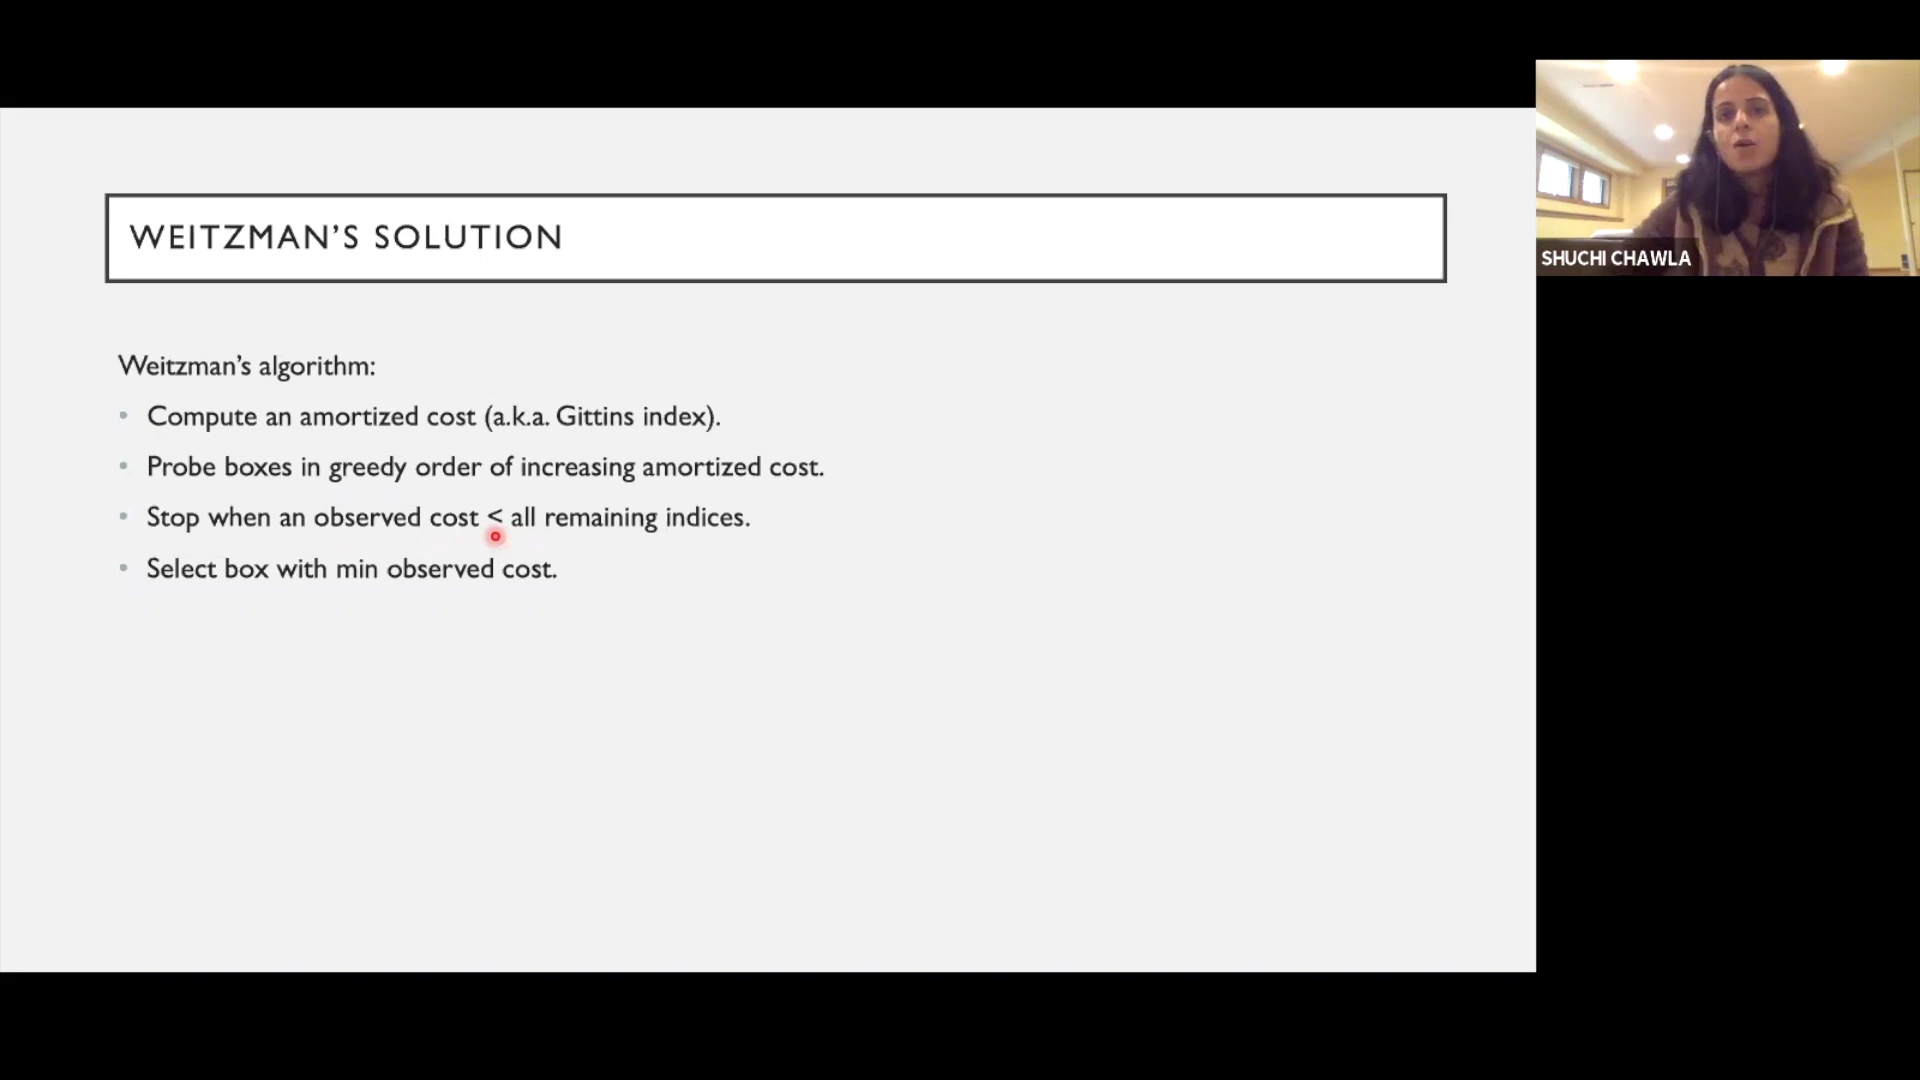 WEITZMAN'S SOLUTION
SHUCHI CHAWLA
Weitzman's algorithm:
• Compute an amortized cost (a.k.a. Gittins index).
• Probe boxes in greedy order of increasing amortized cost.
• Stop when an observed cost < all remaining indices.
• Select box with min observed cost.